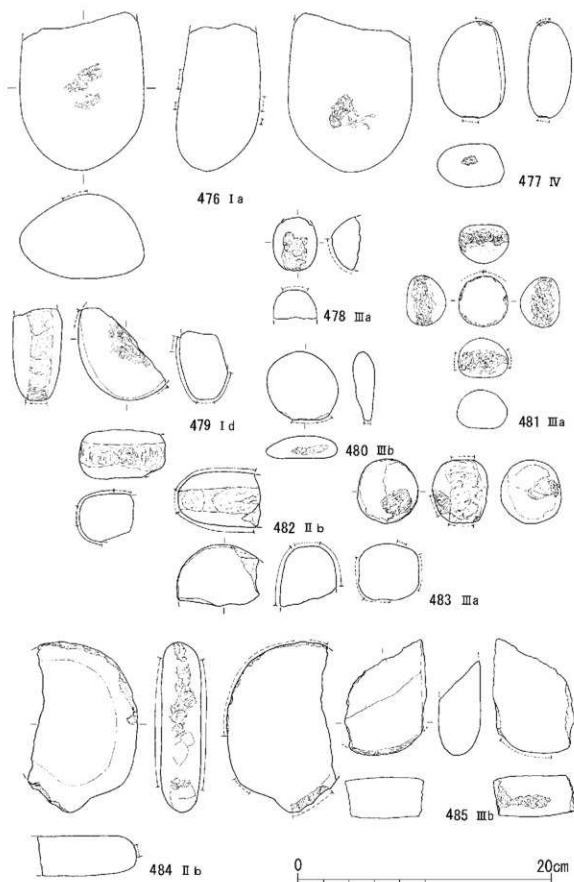 476 Ⅰa
477 Ⅳ
478 Ⅲa
479 Ⅰd
480 Ⅲb
481 Ⅲa
482 Ⅱb
483 Ⅲa
484 Ⅱb
485 Ⅲb
0 20cm